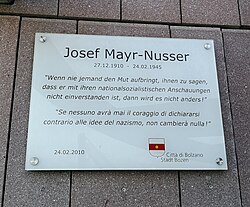 Josef Mayr-Nusser
27.12.1910 - 24.02.1945
"Wenn nie jemand den Mut aufbringt, ihnen zu sagen,
dass er mit ihren nationalsozialistischen Anschauungen
nicht einverstanden ist, dann wird es nicht anders!"
"Se nessuno avrà mai il coraggio di dichiararsi
contrario alle idee del nazismo, non cambierà nulla!"
24.02.2010
Città di Bolzano
Stadt Bozen